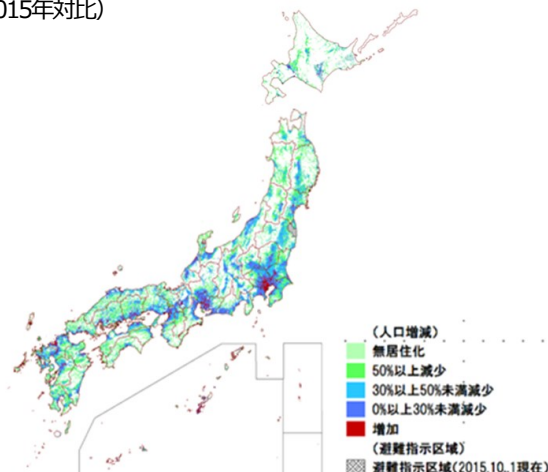 015年対比）
（人口増減）
無居住化
50%以上減少
30%以上50%未満減少
0%以上30%未満減少
増加
（避難指示区域）
避難指示区域(2015.10.1現在)